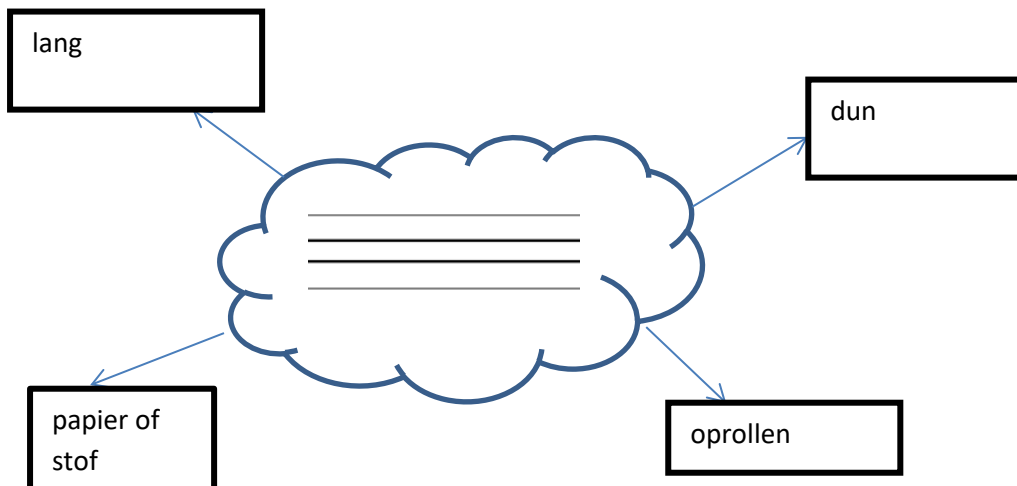 lang
dun
papier of
stof
oprollen